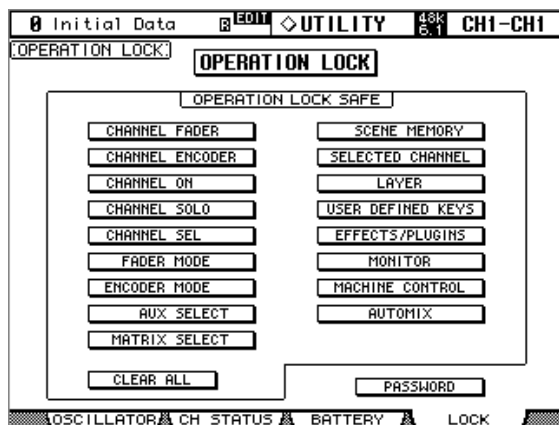 0 Initial Data R EDIT ◇UTILITY 48k 6.1 CH1-CH1
OPERATION LOCK
OPERATION LOCK
OPERATION LOCK SAFE
CHANNEL FADER SCENE MEMORY
CHANNEL ENCODER SELECTED CHANNEL
CHANNEL ON LAYER
CHANNEL SOLO USER DEFINED KEYS
CHANNEL SEL EFFECTS/PLUGINS
FADER MODE MONITOR
ENCODER MODE MACHINE CONTROL
AUX SELECT AUTOMIX
MATRIX SELECT
CLEAR ALL PASSWORD
OSCILLATOR CH STATUS BATTERY LOCK